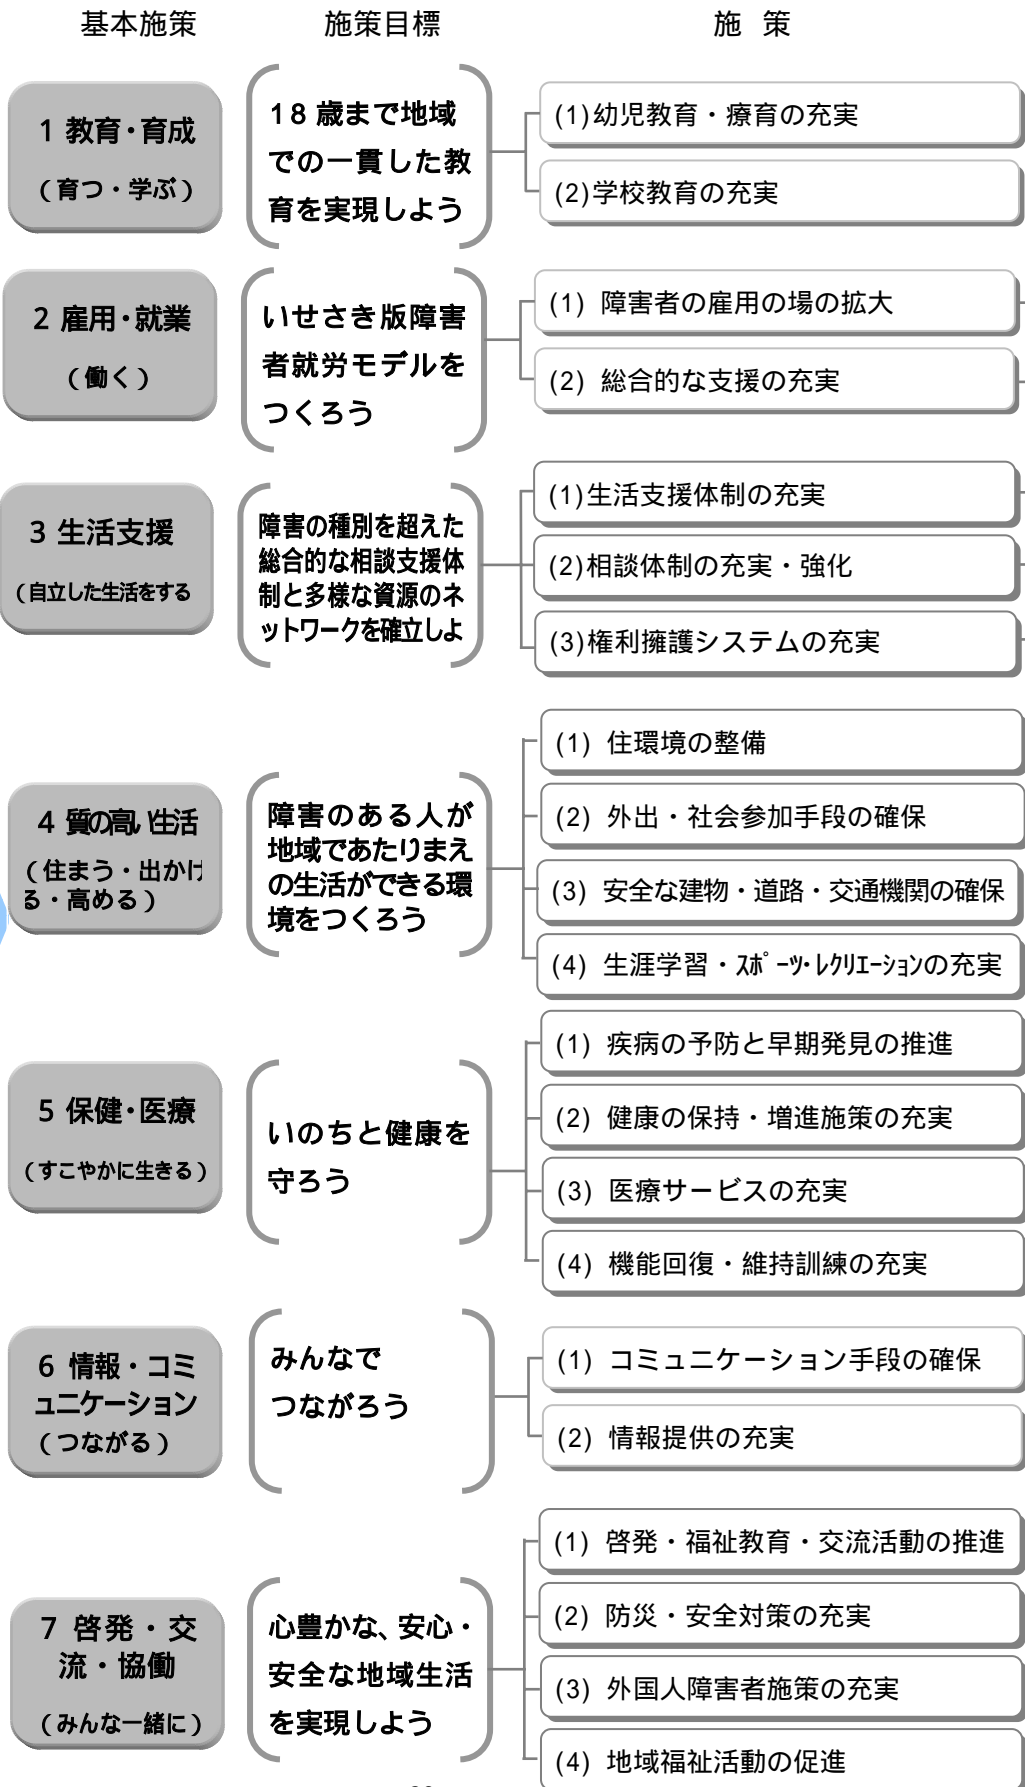 基本施策 施策目標 施 策
1 教育・育成
（育つ・学ぶ）
18 歳まで地域
での一貫した教
育を実現しよう
(1)幼児教育・療育の充実
(2)学校教育の充実
2 雇用・就業
（働く）
いせさき版障害
者就労モデルを
つくろう
(1) 障害者の雇用の場の拡大
(2) 総合的な支援の充実
3 生活支援
（自立した生活をする
障害の種別を超えた
総合的な相談支援体
制と多様な資源のネ
ットワークを確立しよ
(1)生活支援体制の充実
(2)相談体制の充実・強化
(3)権利擁護システムの充実
4 質の高い生活
（住まう・出かけ
る・高める）
障害のある人が
地域であたりまえ
の生活ができる環
境をつくろう
(1) 住環境の整備
(2) 外出・社会参加手段の確保
(3) 安全な建物・道路・交通機関の確保
(4) 生涯学習・ｽﾎﾟｰﾂ･ﾚｸﾘｴｰｼｮﾝの充実
5 保健・医療
（すこやかに生きる）
いのちと健康を
守ろう
(1) 疾病の予防と早期発見の推進
(2) 健康の保持・増進施策の充実
(3) 医療サービスの充実
(4) 機能回復・維持訓練の充実
6 情報・コミ
ュニケーション
（つながる）
みんなで
つながろう
(1) コミュニケーション手段の確保
(2) 情報提供の充実
7 啓発・交
流・協働
（みんな一緒に）
心豊かな、安心・
安全な地域生活
を実現しよう
(1) 啓発・福祉教育・交流活動の推進
(2) 防災・安全対策の充実
(3) 外国人障害者施策の充実
(4) 地域福祉活動の促進